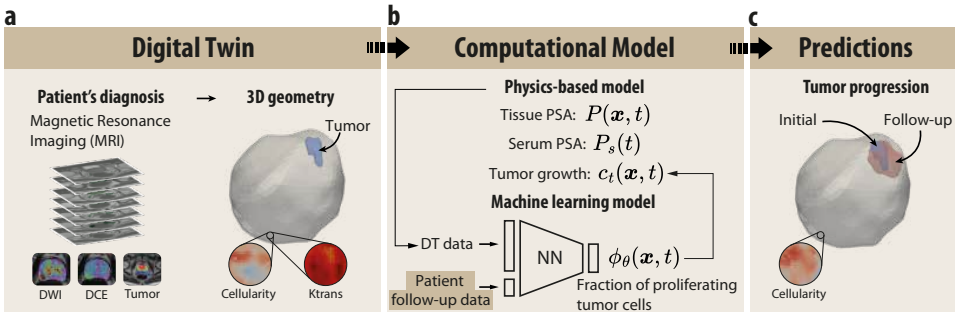 a
Digital Twin
Patient's diagnosis → 3D geometry
Magnetic Resonance
Imaging (MRI)
Tumor
DWI DCE Tumor
Cellularity Ktrans
b
Computational Model
Physics-based model
Tissue PSA: P(x, t)
Serum PSA: Pₛ(t)
Tumor growth: cₜ(x, t)
Machine learning model
DT data
NN
ϕ_θ(x, t)
Patient
follow-up data
Fraction of proliferating
tumor cells
c
Predictions
Tumor progression
Initial
Follow-up
Cellularity